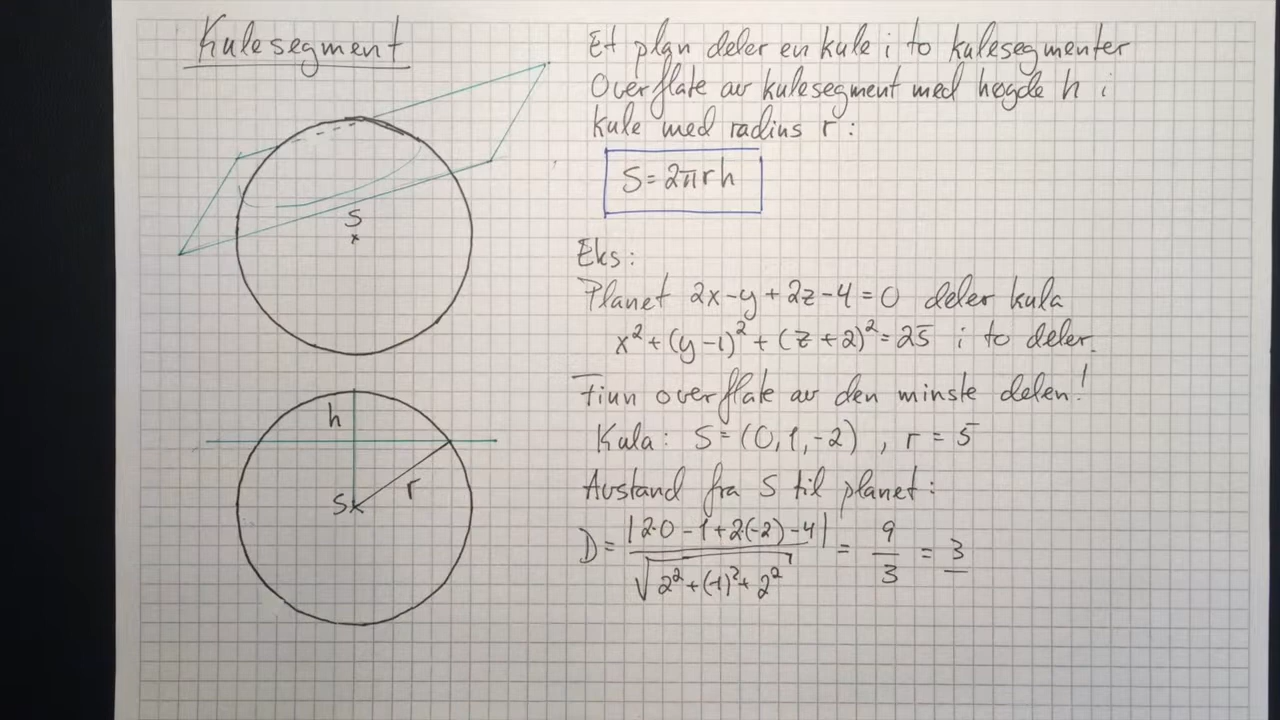 Kulesegment
S
h
r
S
Et plan deler en kule i to kulesegmenter
Overflate av kulesegment med høgde h i
kule med radius r:
S = 2πrh
Eks:
Planet 2x - y + 2z - 4 = 0 deler kula
x² + (y - 1)² + (z + 2)² = 25 i to deler.
Finn overflate av den minste delen!
Kula: S = (0, 1, -2), r = 5
Avstand fra S til planet:
D = |2·0 - 1 + 2(-2) - 4| / √(2² + (-1)² + 2²) = 9/3 = 3